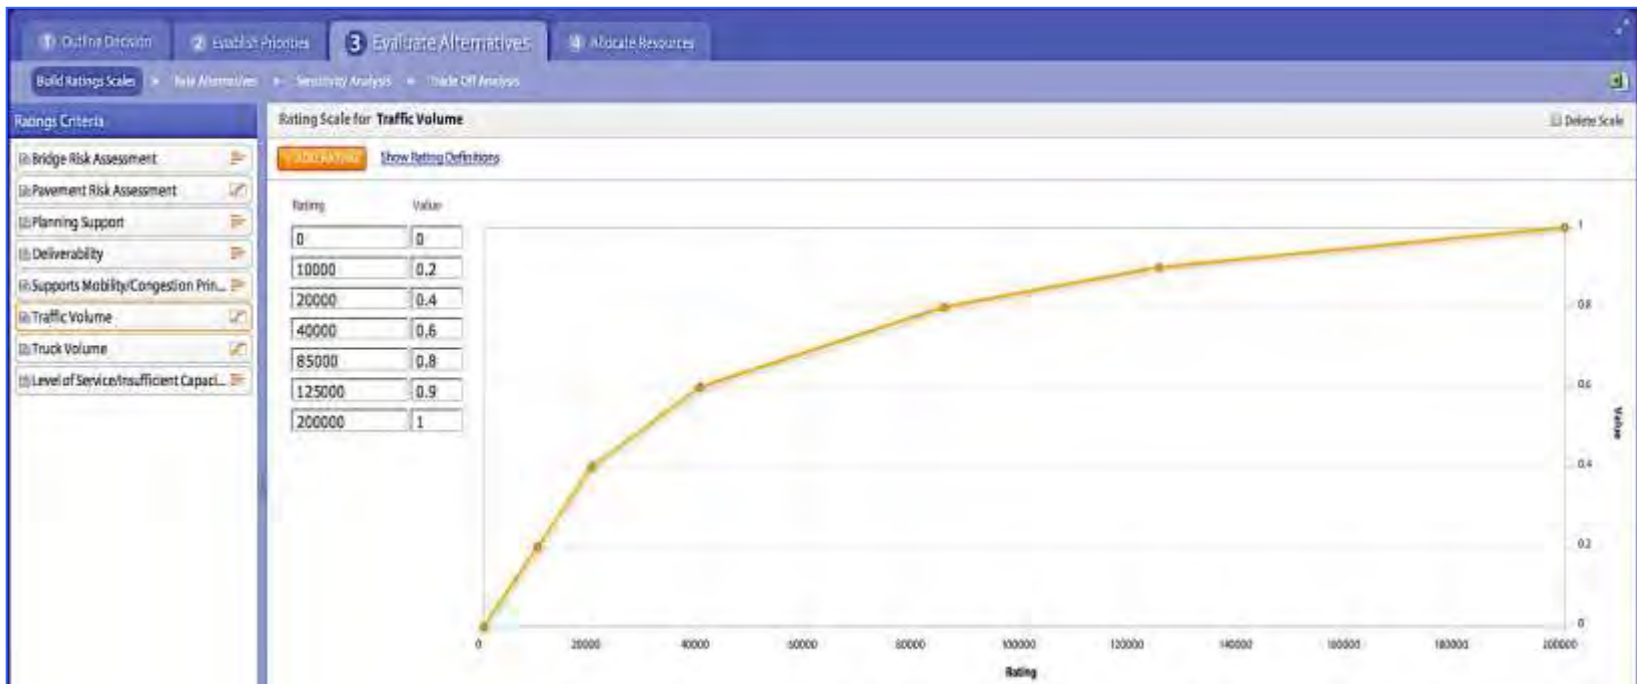 1 Outline Decision 2 Establish Priorities 3 Evaluate Alternatives 4 Allocate Resources
Build Ratings Scales Rate Alternatives Sensitivity Analysis Trade Off Analysis
Ratings Criteria
Rating Scale for Traffic Volume
Delete Scale
Bridge Risk Assessment
Pavement Risk Assessment
Planning Support
Deliverability
Supports Mobility/Congestion Prin...
Traffic Volume
Truck Volume
Level of Service/Insufficient Capaci...
+ ADD RATING Show Rating Definitions
Rating Value
0 0
10000 0.2
20000 0.4
40000 0.6
85000 0.8
125000 0.9
200000 1
1
0.8
0.6
0.4
0.2
0
Value
0 20000 40000 60000 80000 100000 120000 140000 160000 180000 200000
Rating